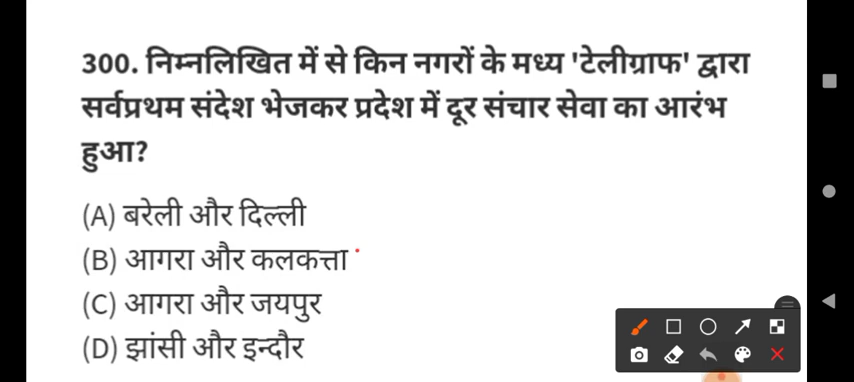 300. निम्नलिखित में से किन नगरों के मध्य 'टेलीग्राफ' द्वारा
सर्वप्रथम संदेश भेजकर प्रदेश में दूर संचार सेवा का आरंभ
हुआ?
(A) बरेली और दिल्ली
(B) आगरा और कलकत्ता
(C) आगरा और जयपुर
(D) झांसी और इन्दौर